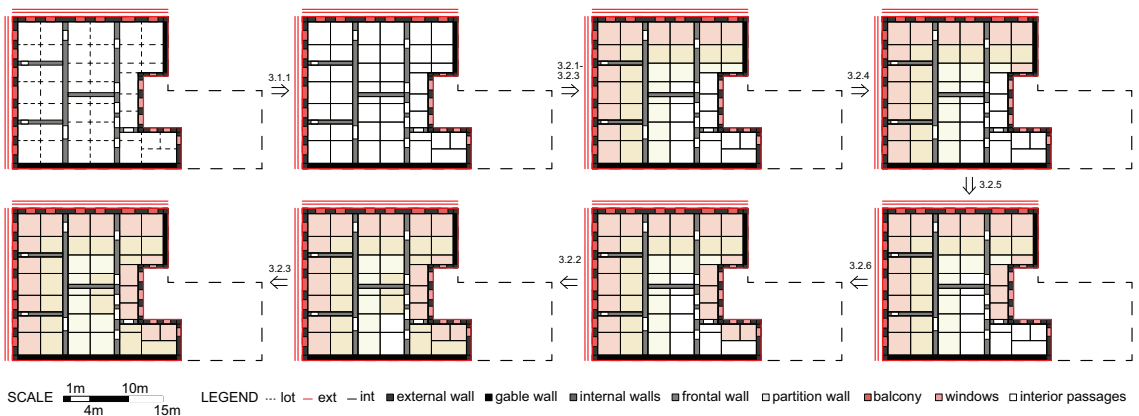 3.1.1
3.2.1-
3.2.3
3.2.4
3.2.5
3.2.3
3.2.2
3.2.6
SCALE 1m 10m
4m 15m
LEGEND lot ext int external wall gable wall internal walls frontal wall partition wall balcony windows interior passages